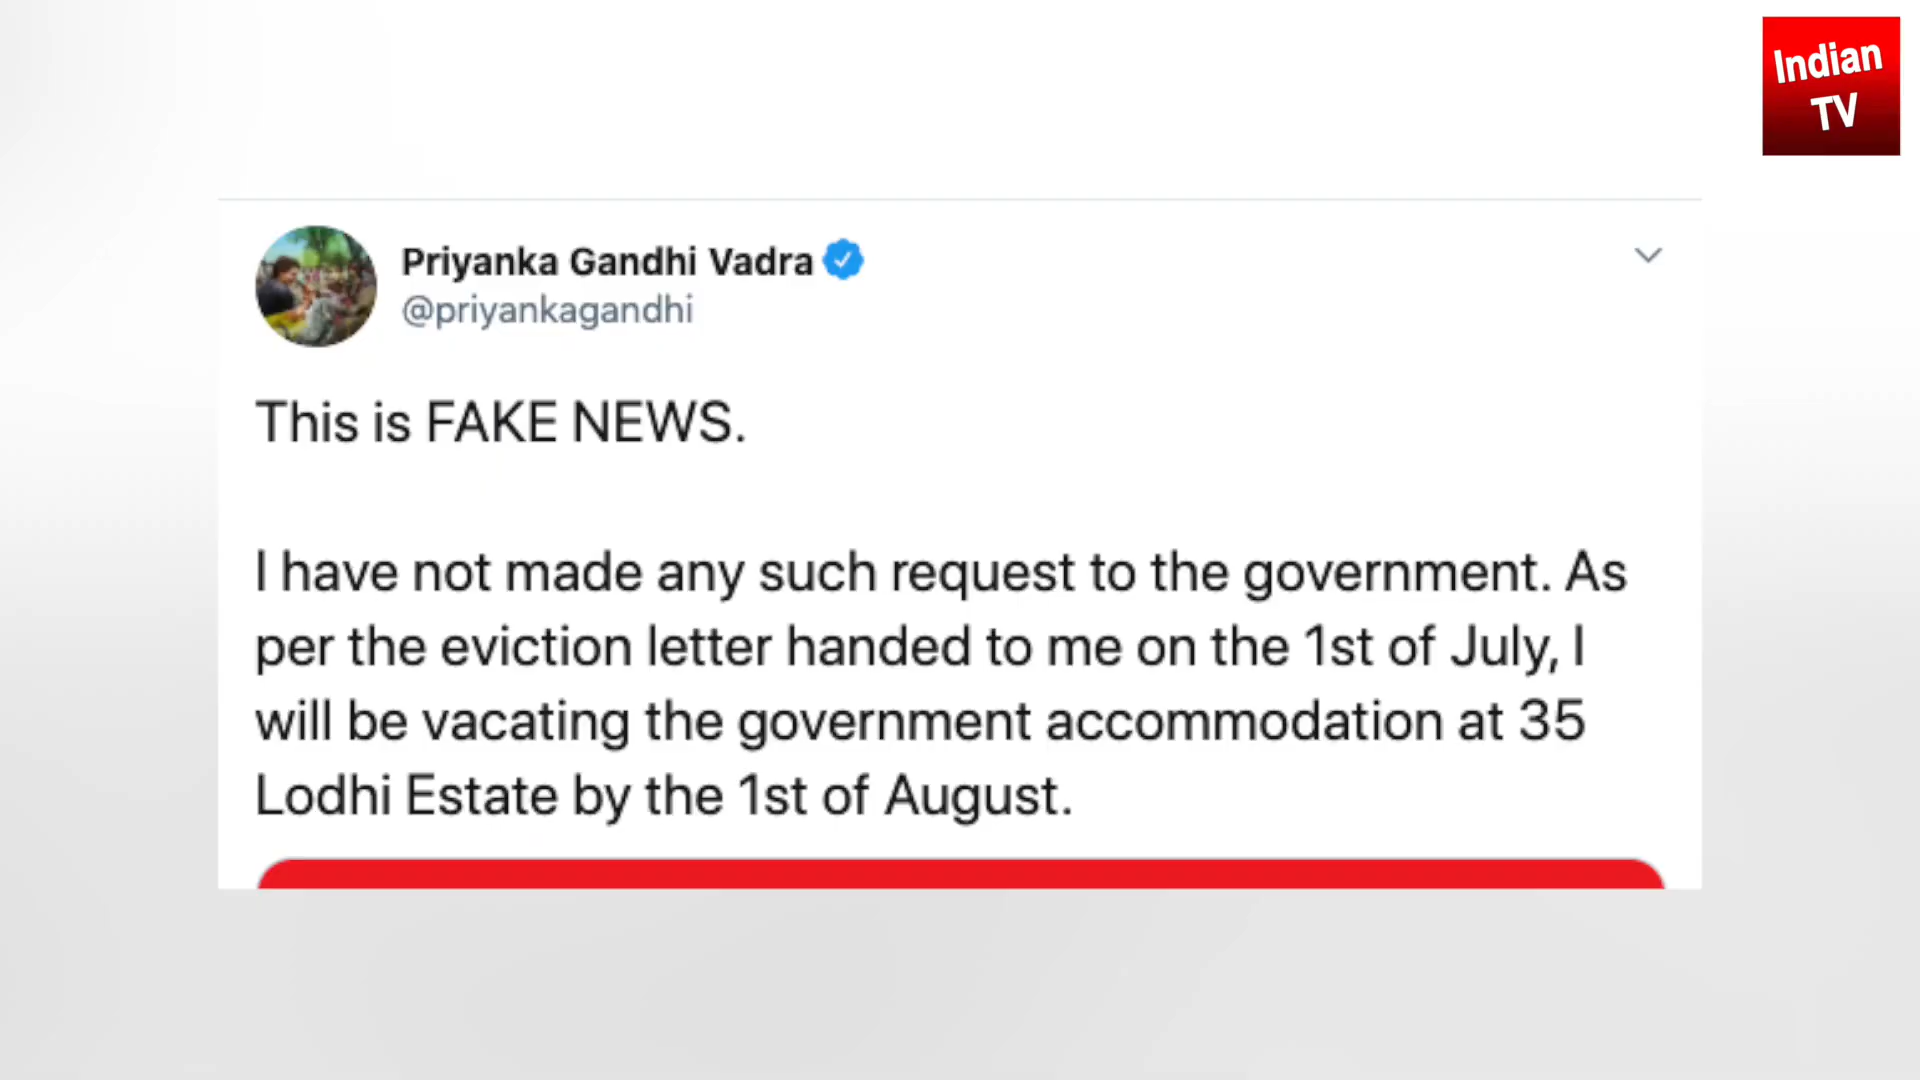 Indian
TV
Priyanka Gandhi Vadra
@priyankagandhi
This is FAKE NEWS.
I have not made any such request to the government. As
per the eviction letter handed to me on the 1st of July, I
will be vacating the government accommodation at 35
Lodhi Estate by the 1st of August.